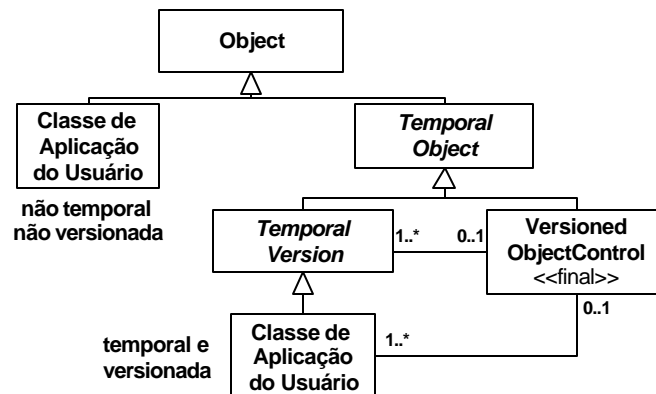 Object
Classe de
Aplicação
do Usuário
não temporal
não versionada
Temporal
Object
Temporal
Version
1..*
0..1
Versioned
ObjectControl
<<final>>
0..1
temporal e
versionada
Classe de
Aplicação
do Usuário
1..*